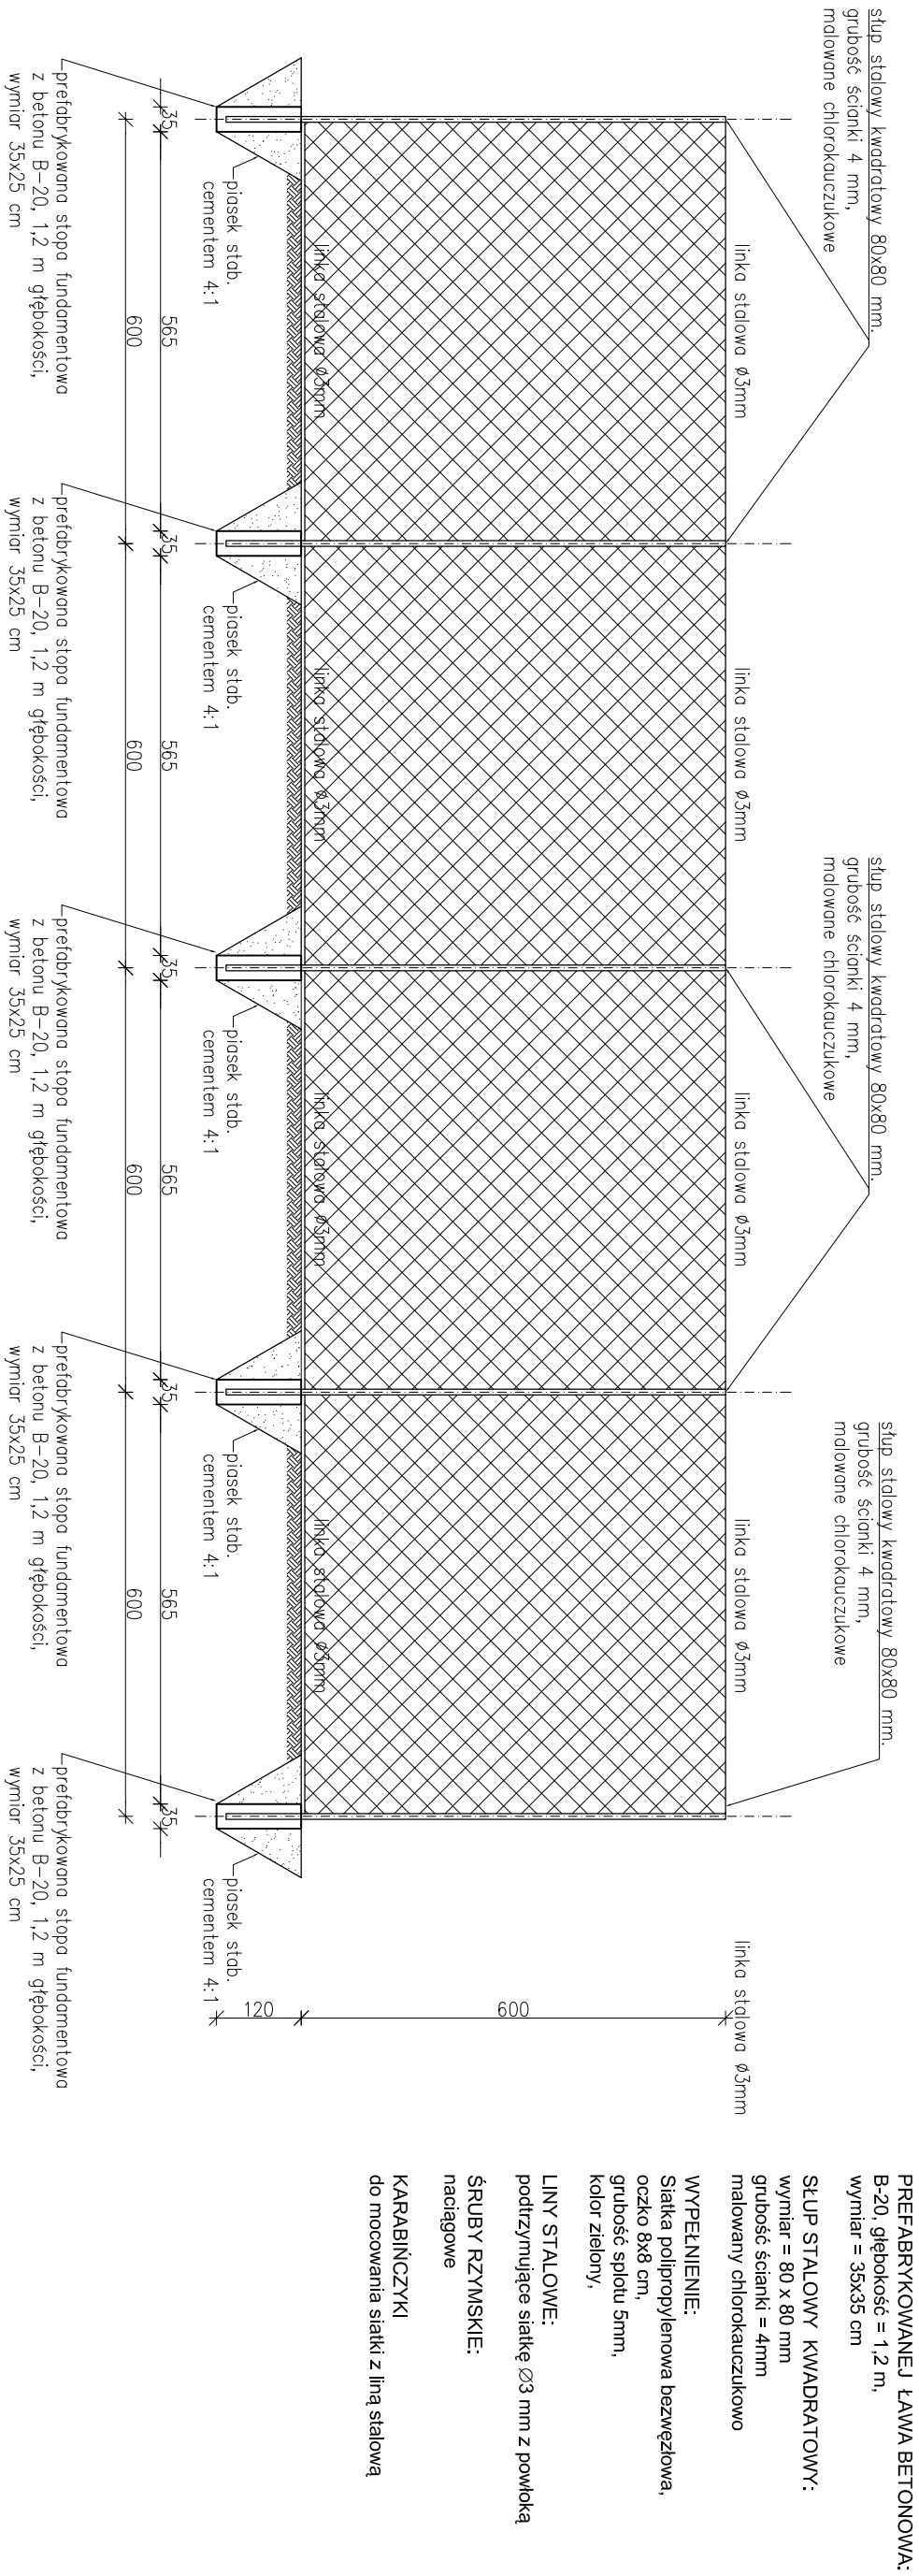 słup stalowy kwadratowy 80x80 mm.
grubość ścianki 4 mm,
malowane chlorokauczukowe
słup stalowy kwadratowy 80x80 mm.
grubość ścianki 4 mm,
malowane chlorokauczukowe
słup stalowy kwadratowy 80x80 mm.
grubość ścianki 4 mm,
malowane chlorokauczukowe
linka stalowa Ø3mm
linka stalowa Ø3mm
linka stalowa Ø3mm
linka stalowa Ø3mm
linka stalowa Ø3mm
600
120
linka stalowa Ø3mm
linka stalowa Ø3mm
linka stalowa Ø3mm
linka stalowa Ø3mm
piasek stab.
cementem 4:1
piasek stab.
cementem 4:1
piasek stab.
cementem 4:1
piasek stab.
cementem 4:1
piasek stab.
cementem 4:1
35
565
35
565
35
565
35
565
35
600
600
600
600
prefabrykowana stopa fundamentowa
z betonu B-20, 1,2 m głębokości,
wymiar 35x25 cm
prefabrykowana stopa fundamentowa
z betonu B-20, 1,2 m głębokości,
wymiar 35x25 cm
prefabrykowana stopa fundamentowa
z betonu B-20, 1,2 m głębokości,
wymiar 35x25 cm
prefabrykowana stopa fundamentowa
z betonu B-20, 1,2 m głębokości,
wymiar 35x25 cm
prefabrykowana stopa fundamentowa
z betonu B-20, 1,2 m głębokości,
wymiar 35x25 cm
PREFABRYKOWANEJ ŁAWA BETONOWA:
B-20, głębokość = 1,2 m,
wymiar = 35x35 cm
SŁUP STALOWY KWADRATOWY:
wymiar = 80 x 80 mm
grubość ścianki = 4mm
malowany chlorokauczukowo
WYPEŁNIENIE:
Siatka polipropylenowa bezwęzłowa,
oczko 8x8 cm,
grubość splotu 5mm,
kolor zielony,
LINY STALOWE:
podtrzymujące siatkę Ø3 mm z powłoką
ŚRUBY RZYMSKIE:
naciągowe
KARABIŃCZYKI
do mocowania siatki z liną stalową